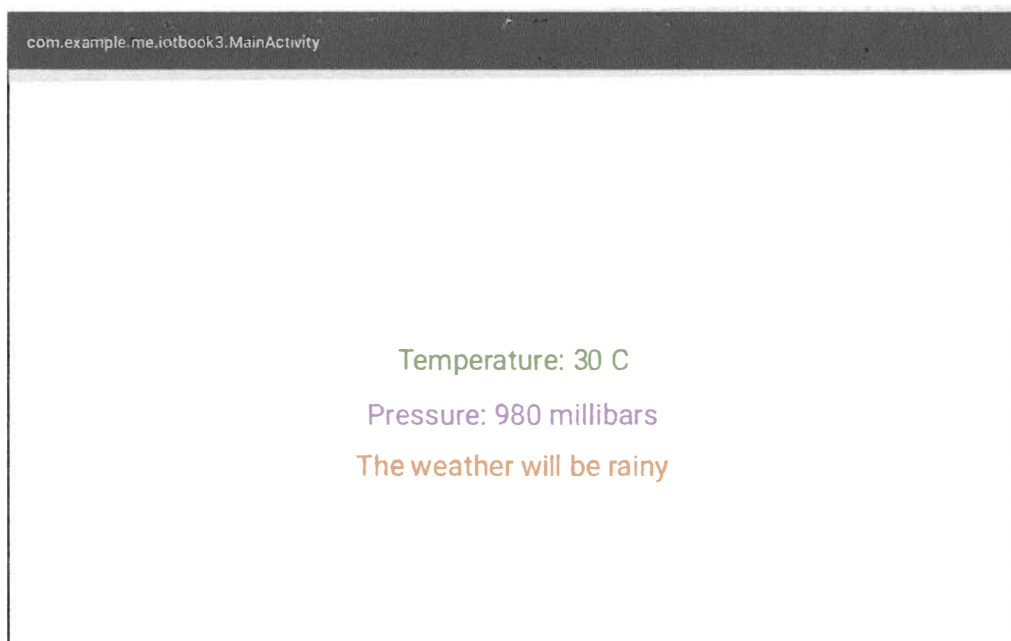 com.example.me.iotbook3.MainActivity
Temperature: 30 C
Pressure: 980 millibars
The weather will be rainy